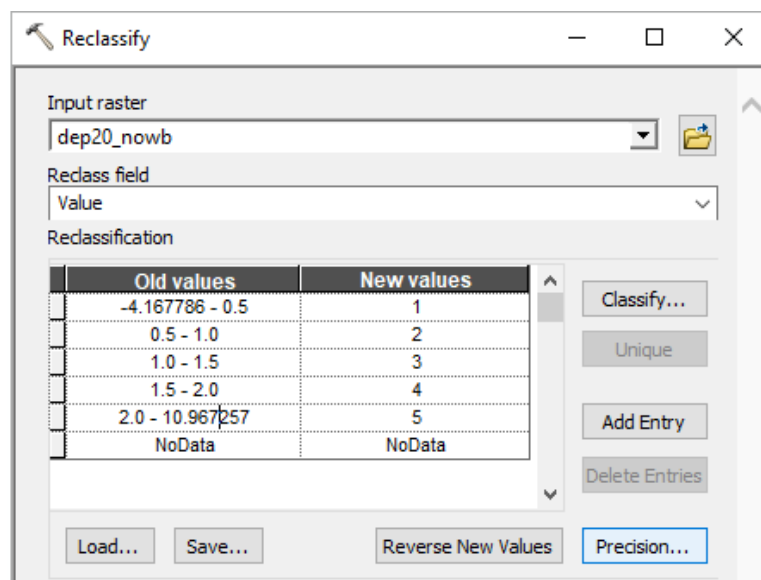 Reclassify
Input raster
dep20_nowb
Reclass field
Value
Reclassification
Old values New values
-4.167786 - 0.5 1
0.5 - 1.0 2
1.0 - 1.5 3
1.5 - 2.0 4
2.0 - 10.967257 5
NoData NoData
Classify...
Unique
Add Entry
Delete Entries
Load... Save... Reverse New Values Precision...